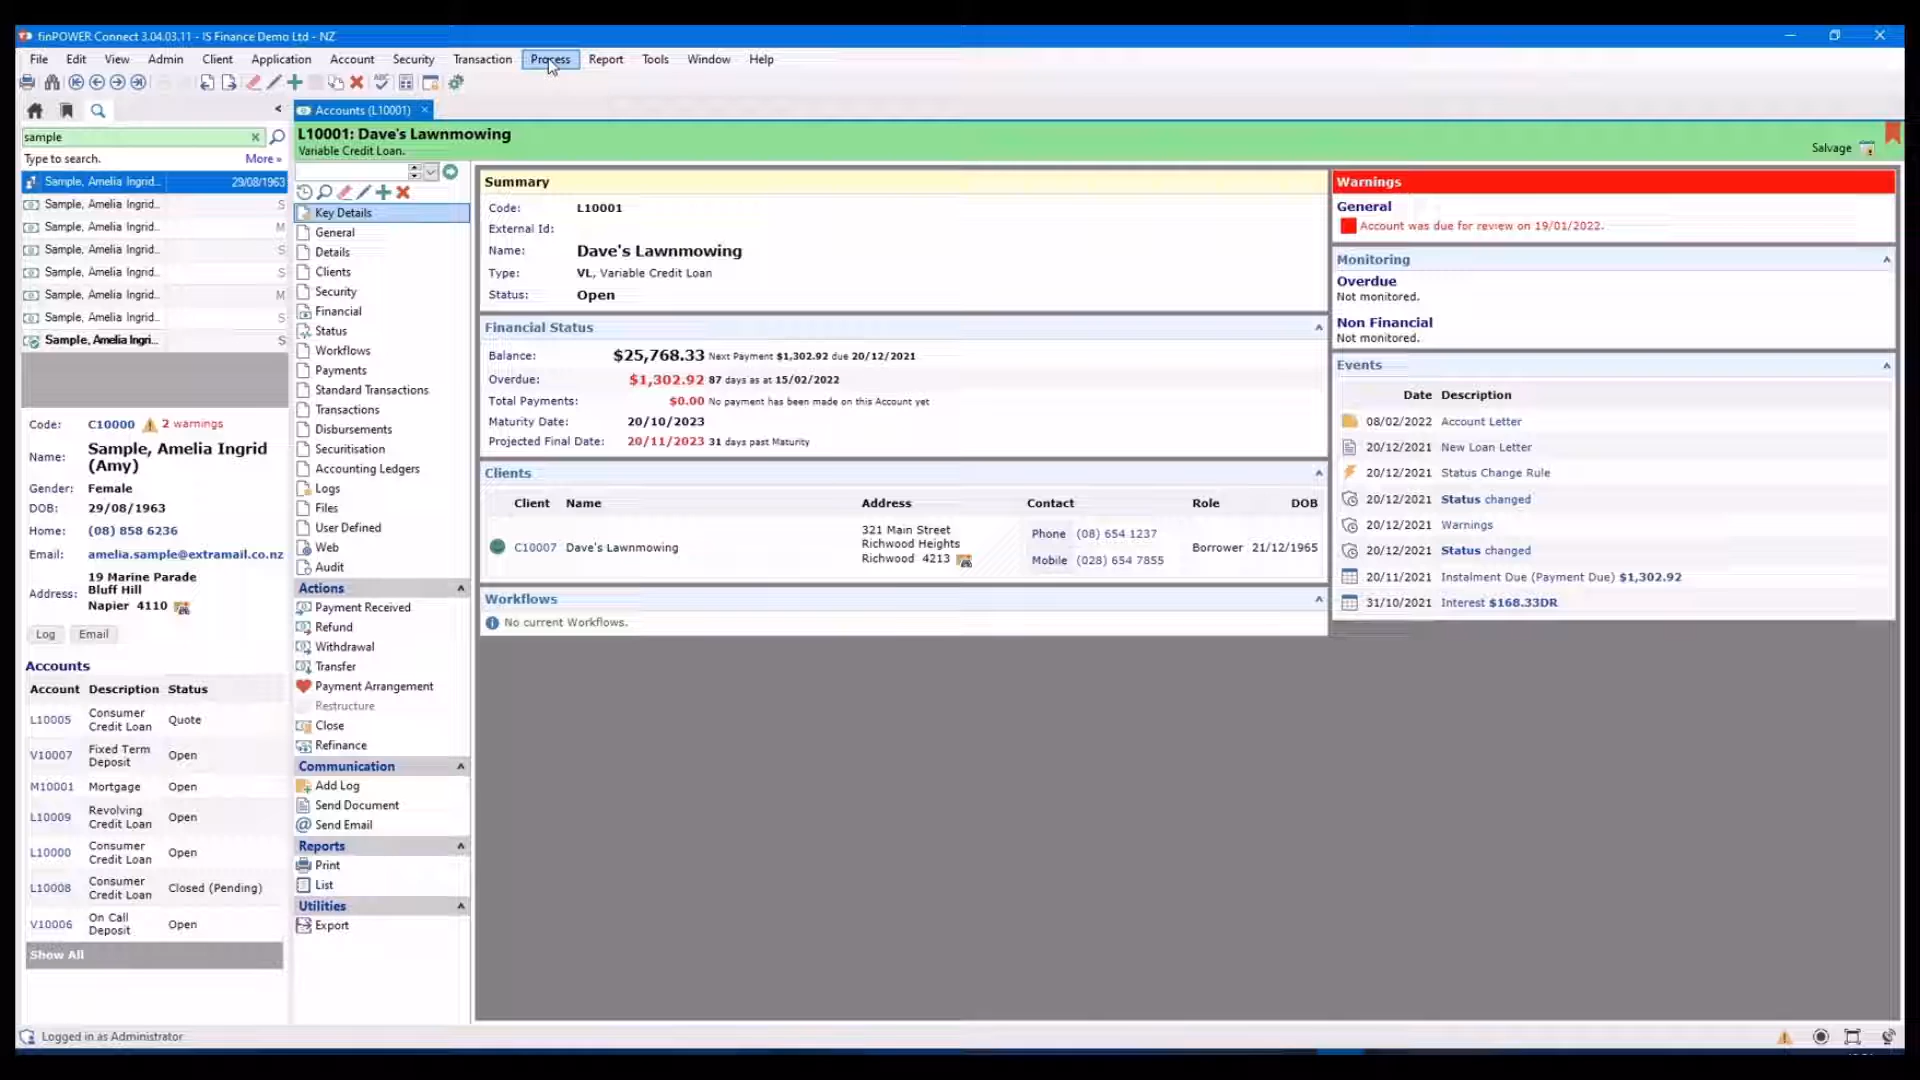 finPOWER Connect 3.04.03.11 - IS Finance Demo Ltd - NZ
File Edit View Admin Client Application Account Security Transaction Process Report Tools Window Help
Accounts (L10001)
sample
Type to search. More »
Sample, Amelia Ingrid... 29/08/1963
Sample, Amelia Ingrid... S
Sample, Amelia Ingrid... M
Sample, Amelia Ingrid... S
Sample, Amelia Ingrid... S
Sample, Amelia Ingrid... M
Sample, Amelia Ingrid... S
Sample, Amelia Ingri... S
Code: C10000 2 warnings
Name: Sample, Amelia Ingrid (Amy)
Gender: Female
DOB: 29/08/1963
Home: (08) 858 6236
Email: amelia.sample@extramail.co.nz
Address: 19 Marine Parade
Bluff Hill
Napier 4110
Log Email
Accounts
Account Description Status
L10005 Consumer Credit Loan Quote
V10007 Fixed Term Deposit Open
M10001 Mortgage Open
L10009 Revolving Credit Loan Open
L10000 Consumer Credit Loan Open
L10008 Consumer Credit Loan Closed (Pending)
V10006 On Call Deposit Open
Show All
L10001: Dave's Lawnmowing
Variable Credit Loan.
Salvage
Key Details
General
Details
Clients
Security
Financial
Status
Workflows
Payments
Standard Transactions
Transactions
Disbursements
Securitisation
Accounting Ledgers
Logs
Files
User Defined
Web
Audit
Actions
Payment Received
Refund
Withdrawal
Transfer
Payment Arrangement
Restructure
Close
Refinance
Communication
Add Log
Send Document
Send Email
Reports
Print
List
Utilities
Export
Summary
Code: L10001
External Id:
Name: Dave's Lawnmowing
Type: VL, Variable Credit Loan
Status: Open
Financial Status
Balance: $25,768.33 Next Payment $1,302.92 due 20/12/2021
Overdue: $1,302.92 87 days as at 15/02/2022
Total Payments: $0.00 No payment has been made on this Account yet
Maturity Date: 20/10/2023
Projected Final Date: 20/11/2023 31 days past Maturity
Clients
Client Name Address Contact Role DOB
C10007 Dave's Lawnmowing 321 Main Street Richwood Heights Richwood 4213 Phone (08) 654 1237 Mobile (028) 654 7855 Borrower 21/12/1965
Workflows
No current Workflows.
Warnings
General
Account was due for review on 19/01/2022.
Monitoring
Overdue
Not monitored.
Non Financial
Not monitored.
Events
Date Description
08/02/2022 Account Letter
20/12/2021 New Loan Letter
20/12/2021 Status Change Rule
20/12/2021 Status changed
20/12/2021 Warnings
20/12/2021 Status changed
20/11/2021 Instalment Due (Payment Due) $1,302.92
31/10/2021 Interest $168.33DR
Logged in as Administrator